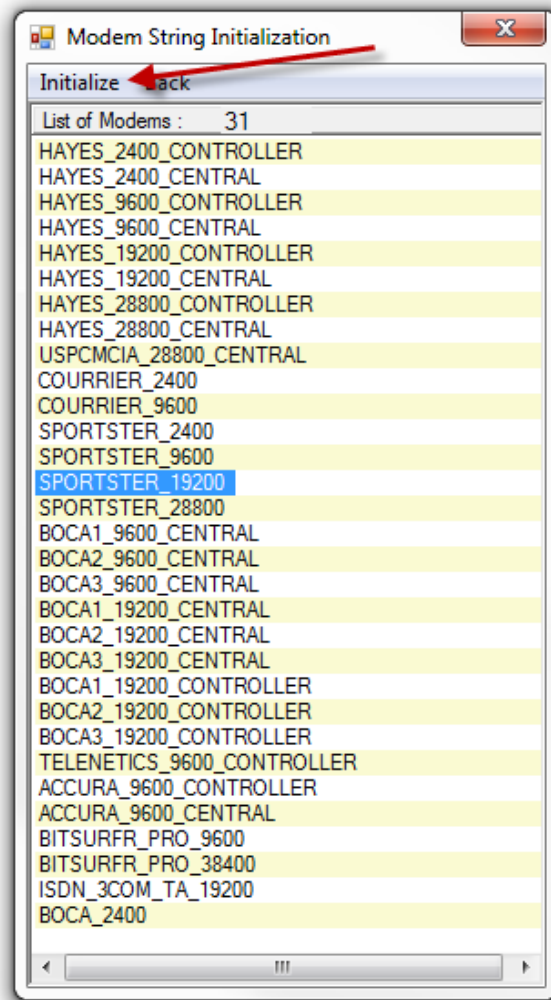 Modem String Initialization
Initialize Back
List of Modems : 31
HAYES_2400_CONTROLLER
HAYES_2400_CENTRAL
HAYES_9600_CONTROLLER
HAYES_9600_CENTRAL
HAYES_19200_CONTROLLER
HAYES_19200_CENTRAL
HAYES_28800_CONTROLLER
HAYES_28800_CENTRAL
USPCMCIA_28800_CENTRAL
COURRIER_2400
COURRIER_9600
SPORTSTER_2400
SPORTSTER_9600
SPORTSTER_19200
SPORTSTER_28800
BOCA1_9600_CENTRAL
BOCA2_9600_CENTRAL
BOCA3_9600_CENTRAL
BOCA1_19200_CENTRAL
BOCA2_19200_CENTRAL
BOCA3_19200_CENTRAL
BOCA1_19200_CONTROLLER
BOCA2_19200_CONTROLLER
BOCA3_19200_CONTROLLER
TELENETICS_9600_CONTROLLER
ACCURA_9600_CONTROLLER
ACCURA_9600_CENTRAL
BITSURFR_PRO_9600
BITSURFR_PRO_38400
ISDN_3COM_TA_19200
BOCA_2400